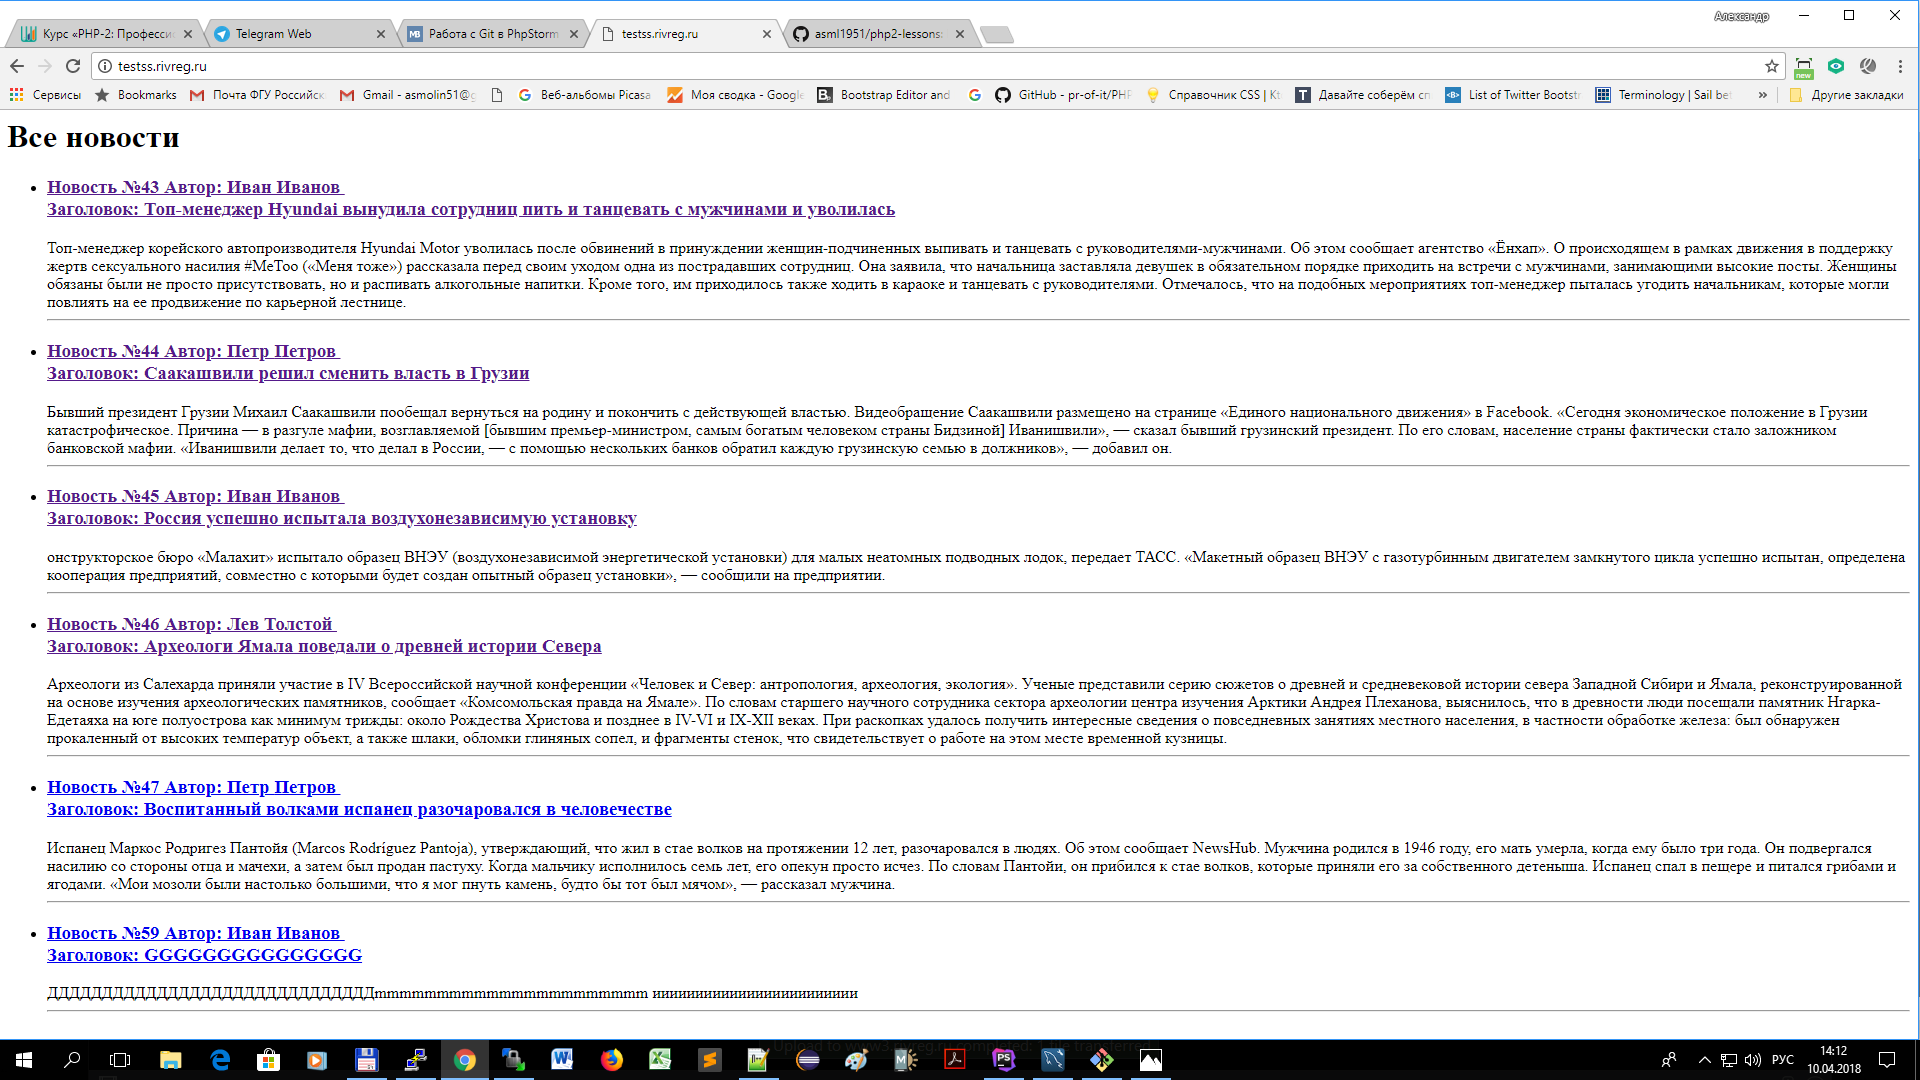 Александр
Курс «PHP-2: Професси
Telegram Web
Работа с Git в PhpStorm
testss.rivreg.ru
asml1951/php2-lessons:
testss.rivreg.ru
new
Сервисы
Bookmarks
Почта ФГУ Российск
Gmail - asmolin51@g
Веб-альбомы Picasa
Моя сводка - Google
Bootstrap Editor and
GitHub - pr-of-it/PHP
Справочник CSS | Kt
Давайте соберём сп
List of Twitter Bootstr
Terminology | Sail bet
»
Другие закладки
Все новости
Новость №43 Автор: Иван Иванов
Заголовок: Топ-менеджер Hyundai вынудила сотрудниц пить и танцевать с мужчинами и уволилась
Топ-менеджер корейского автопроизводителя Hyundai Motor уволилась после обвинений в принуждении женщин-подчиненных выпивать и танцевать с руководителями-мужчинами. Об этом сообщает агентство «Ёнхап». О происходящем в рамках движения в поддержку
жертв сексуального насилия #MeToo («Меня тоже») рассказала перед своим уходом одна из пострадавших сотрудниц. Она заявила, что начальница заставляла девушек в обязательном порядке приходить на встречи с мужчинами, занимающими высокие посты. Женщины
обязаны были не просто присутствовать, но и распивать алкогольные напитки. Кроме того, им приходилось также ходить в караоке и танцевать с руководителями. Отмечалось, что на подобных мероприятиях топ-менеджер пыталась угодить начальникам, которые могли
повлиять на ее продвижение по карьерной лестнице.
Новость №44 Автор: Петр Петров
Заголовок: Саакашвили решил сменить власть в Грузии
Бывший президент Грузии Михаил Саакашвили пообещал вернуться на родину и покончить с действующей властью. Видеобращение Саакашвили размещено на странице «Единого национального движения» в Facebook. «Сегодня экономическое положение в Грузии
катастрофическое. Причина — в разгуле мафии, возглавляемой [бывшим премьер-министром, самым богатым человеком страны Бидзиной] Иванишвили», — сказал бывший грузинский президент. По его словам, население страны фактически стало заложником
банковской мафии. «Иванишвили делает то, что делал в России, — с помощью нескольких банков обратил каждую грузинскую семью в должников», — добавил он.
Новость №45 Автор: Иван Иванов
Заголовок: Россия успешно испытала воздухонезависимую установку
онструкторское бюро «Малахит» испытало образец ВНЭУ (воздухонезависимой энергетической установки) для малых неатомных подводных лодок, передает ТАСС. «Макетный образец ВНЭУ с газотурбинным двигателем замкнутого цикла успешно испытан, определена
кооперация предприятий, совместно с которыми будет создан опытный образец установки», — сообщили на предприятии.
Новость №46 Автор: Лев Толстой
Заголовок: Археологи Ямала поведали о древней истории Севера
Археологи из Салехарда приняли участие в IV Всероссийской научной конференции «Человек и Север: антропология, археология, экология». Ученые представили серию сюжетов о древней и средневековой истории севера Западной Сибири и Ямала, реконструированной
на основе изучения археологических памятников, сообщает «Комсомольская правда на Ямале». По словам старшего научного сотрудника сектора археологии центра изучения Арктики Андрея Плеханова, выяснилось, что в древности люди посещали памятник Нгарка-
Едетаяха на юге полуострова как минимум трижды: около Рождества Христова и позднее в IV-VI и IX-XII веках. При раскопках удалось получить интересные сведения о повседневных занятиях местного населения, в частности обработке железа: был обнаружен
прокаленный от высоких температур объект, а также шлаки, обломки глиняных сопел, и фрагменты стенок, что свидетельствует о работе на этом месте временной кузницы.
Новость №47 Автор: Петр Петров
Заголовок: Воспитанный волками испанец разочаровался в человечестве
Испанец Маркос Родригез Пантойя (Marcos Rodríguez Pantoja), утверждающий, что жил в стае волков на протяжении 12 лет, разочаровался в людях. Об этом сообщает NewsHub. Мужчина родился в 1946 году, его мать умерла, когда ему было три года. Он подвергался
насилию со стороны отца и мачехи, а затем был продан пастуху. Когда мальчику исполнилось семь лет, его опекун просто исчез. По словам Пантойи, он прибился к стае волков, которые приняли его за собственного детеныша. Испанец спал в пещере и питался грибами и
ягодами. «Мои мозоли были настолько большими, что я мог пнуть камень, будто бы тот был мячом», — рассказал мужчина.
Новость №59 Автор: Иван Иванов
Заголовок: GGGGGGGGGGGGGGG
ДДДДДДДДДДДДДДДДДДДДДДДДДДДДДДmmmmmmmmmmmmmmmmmmmmmm иииииииииииииииииииииииии
РУС
14:12
10.04.2018